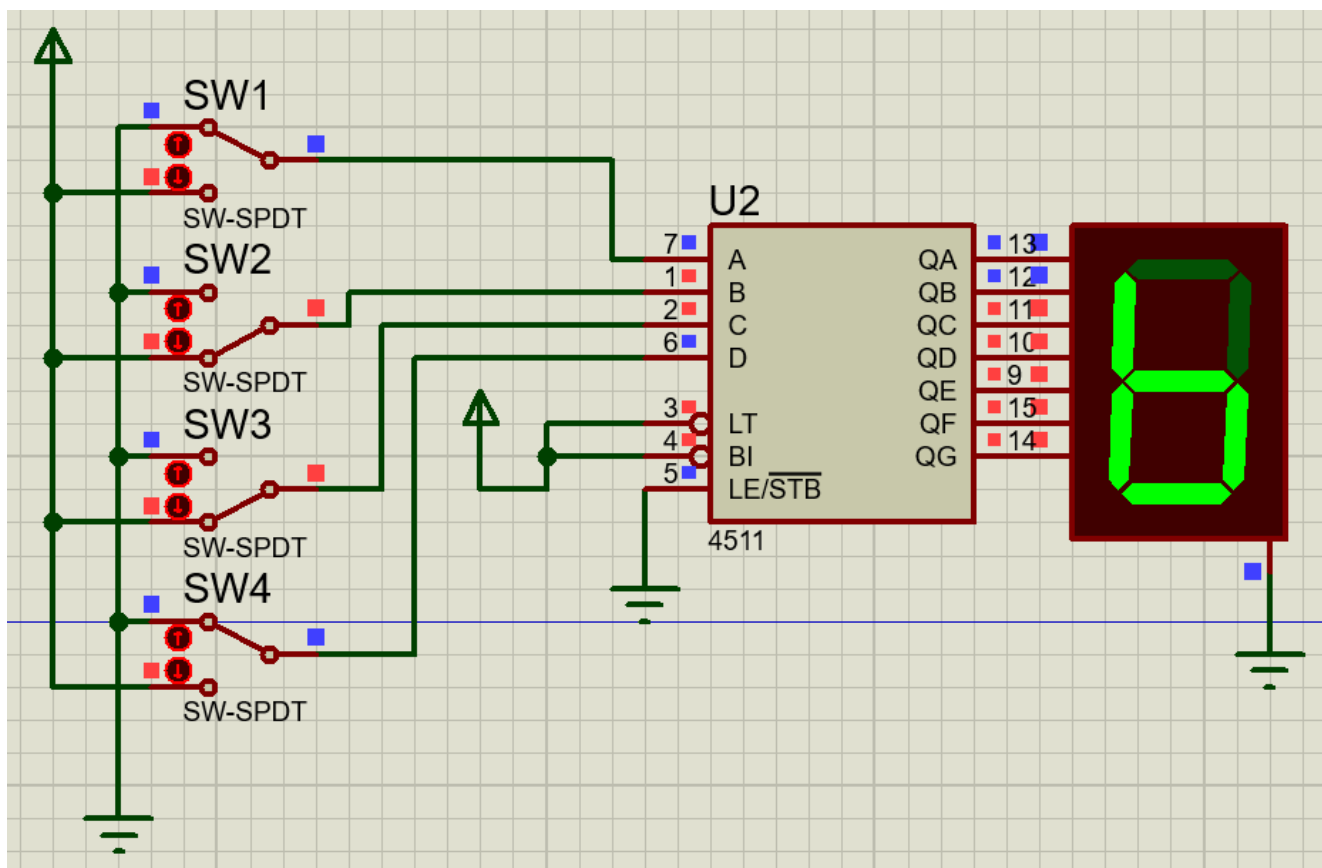 SW1
SW-SPDT
SW2
SW-SPDT
SW3
SW-SPDT
SW4
SW-SPDT
U2
7 A QA 13
1 B QB 12
2 C QC 11
6 D QD 10
QE 9
3 LT QF 15
4 BI QG 14
5 LE/STB
4511
6